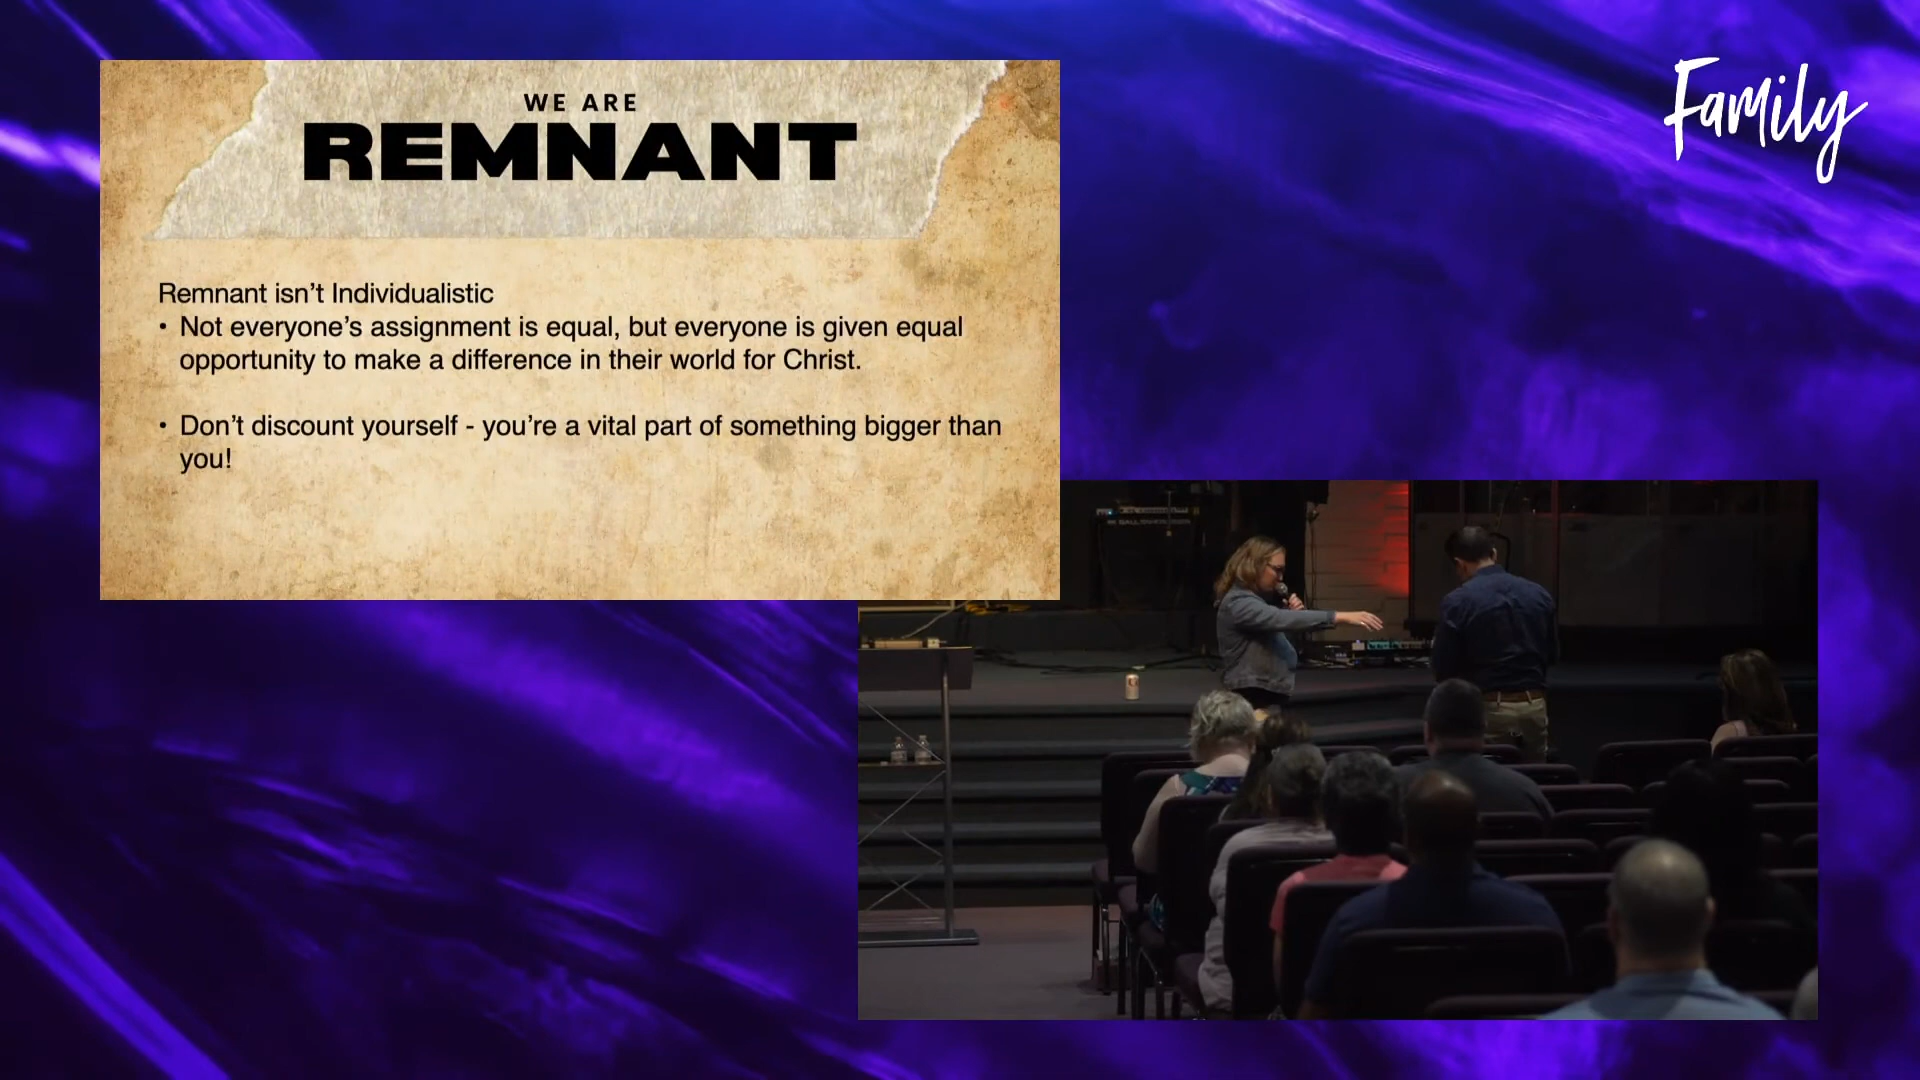 WE ARE
REMNANT
Family
Remnant isn't Individualistic
• Not everyone's assignment is equal, but everyone is given equal
opportunity to make a difference in their world for Christ.
• Don't discount yourself - you're a vital part of something bigger than
you!